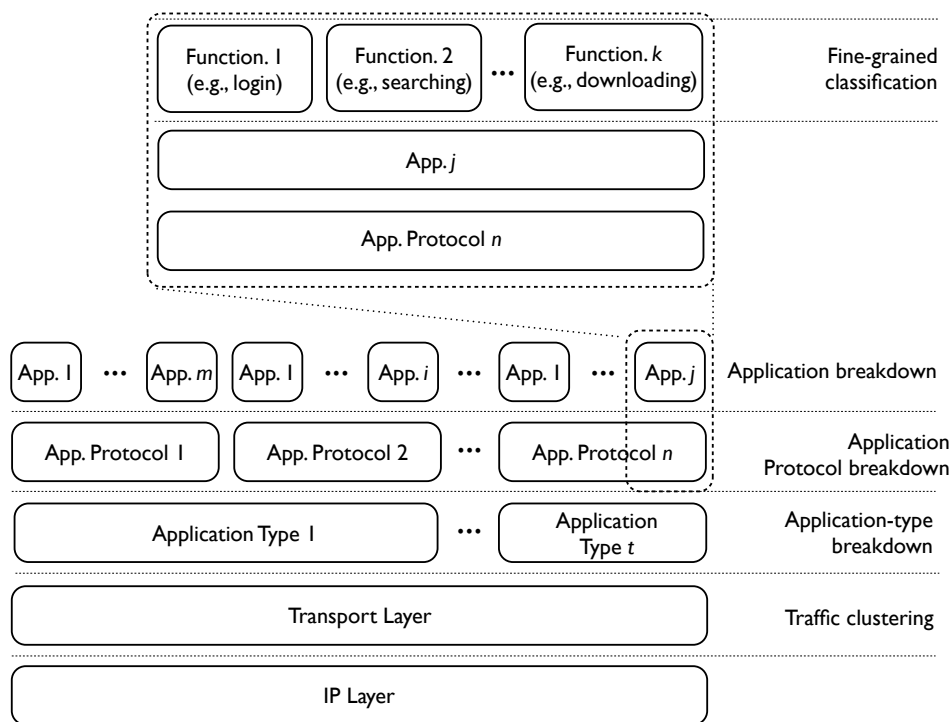 Function. 1
(e.g., login)
Function. 2
(e.g., searching)
...
Function. k
(e.g., downloading)
Fine-grained
classification
App. j
App. Protocol n
App. 1
...
App. m
App. 1
...
App. i
...
App. 1
...
App. j
Application breakdown
App. Protocol 1
App. Protocol 2
...
App. Protocol n
Application
Protocol breakdown
Application Type 1
...
Application
Type t
Application-type
breakdown
Transport Layer
Traffic clustering
IP Layer